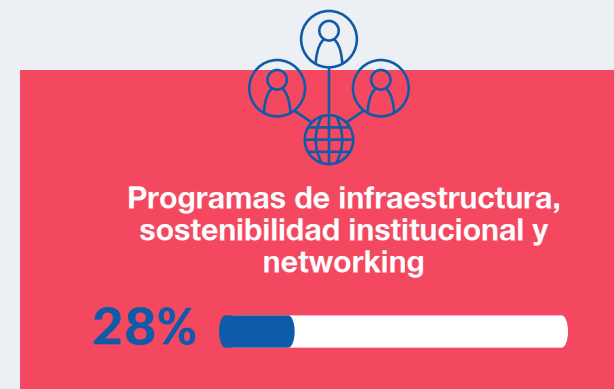 Programas de infraestructura,
sostenibilidad institucional y
networking
28%